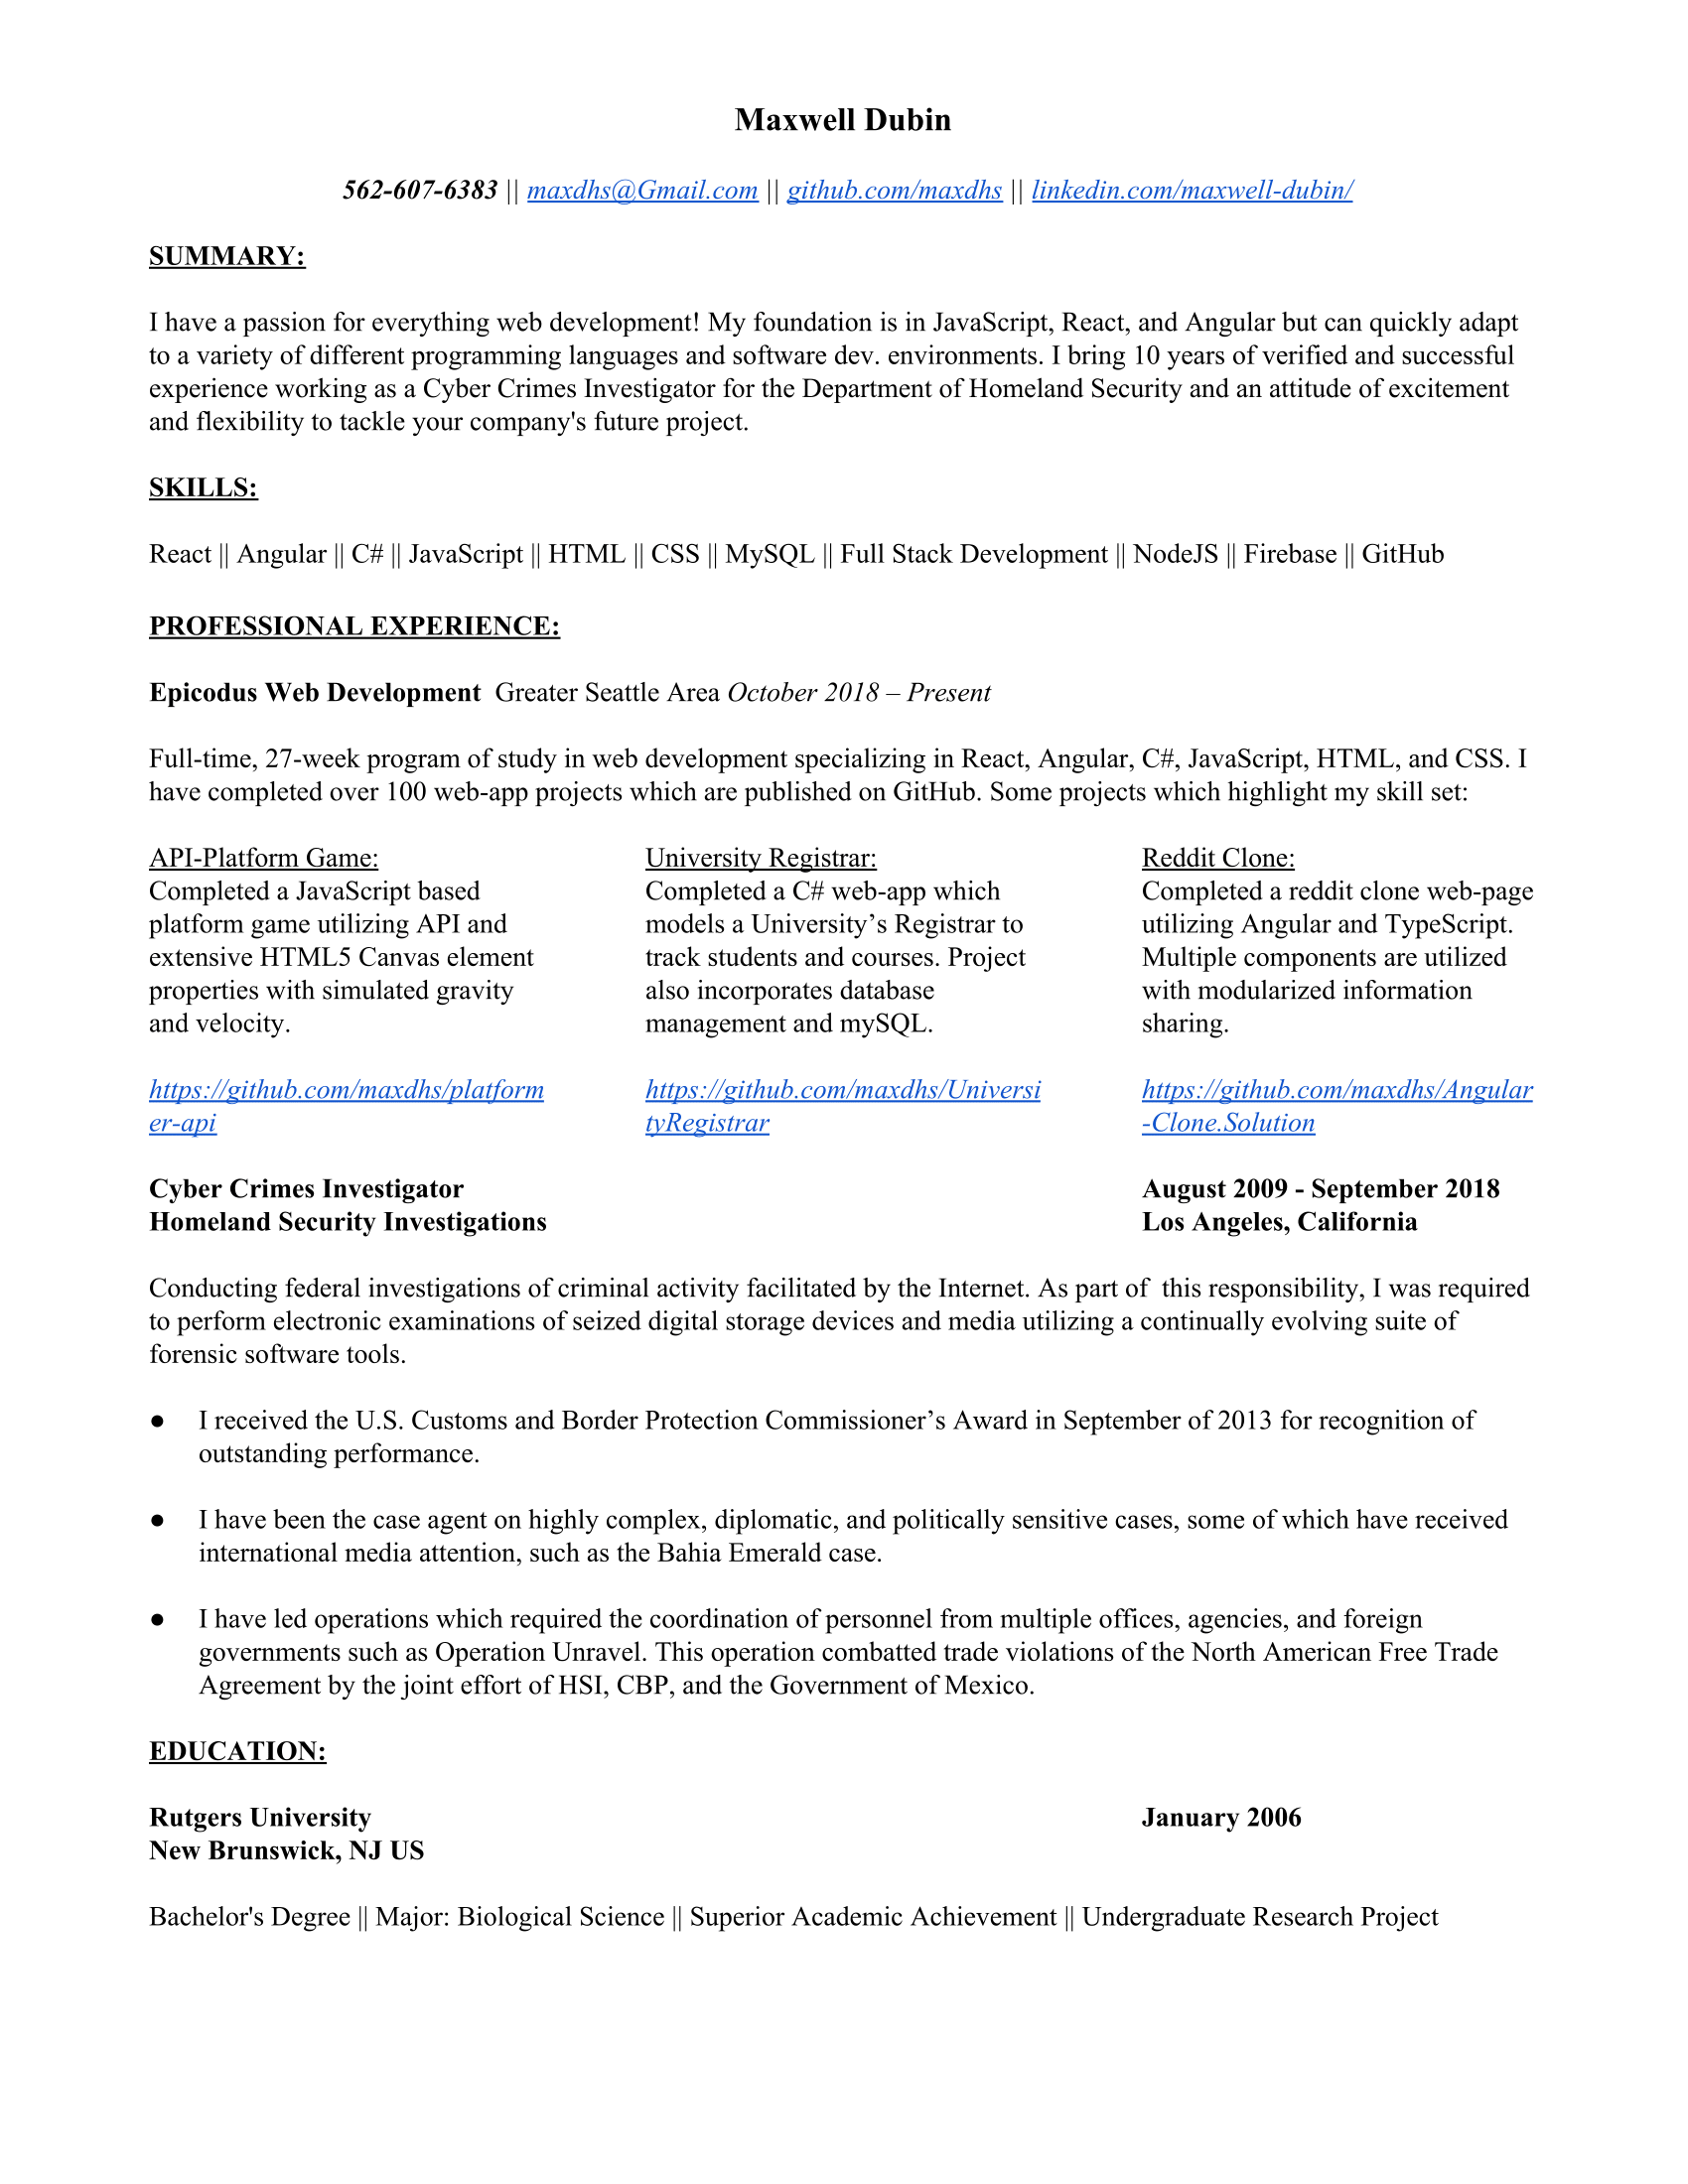 Maxwell Dubin
562-607-6383 || maxdhs@Gmail.com || github.com/maxdhs || linkedin.com/maxwell-dubin/
SUMMARY:
I have a passion for everything web development! My foundation is in JavaScript, React, and Angular but can quickly adapt
to a variety of different programming languages and software dev. environments. I bring 10 years of verified and successful
experience working as a Cyber Crimes Investigator for the Department of Homeland Security and an attitude of excitement
and flexibility to tackle your company's future project.
SKILLS:
React || Angular || C# || JavaScript || HTML || CSS || MySQL || Full Stack Development || NodeJS || Firebase || GitHub
PROFESSIONAL EXPERIENCE:
Epicodus Web Development  Greater Seattle Area October 2018 – Present
Full-time, 27-week program of study in web development specializing in React, Angular, C#, JavaScript, HTML, and CSS. I
have completed over 100 web-app projects which are published on GitHub. Some projects which highlight my skill set:
API-Platform Game:
Completed a JavaScript based
platform game utilizing API and
extensive HTML5 Canvas element
properties with simulated gravity
and velocity.
https://github.com/maxdhs/platform
er-api
University Registrar:
Completed a C# web-app which
models a University’s Registrar to
track students and courses. Project
also incorporates database
management and mySQL.
https://github.com/maxdhs/Universi
tyRegistrar
Reddit Clone:
Completed a reddit clone web-page
utilizing Angular and TypeScript.
Multiple components are utilized
with modularized information
sharing.
https://github.com/maxdhs/Angular
-Clone.Solution
Cyber Crimes Investigator August 2009 - September 2018
Homeland Security Investigations Los Angeles, California
Conducting federal investigations of criminal activity facilitated by the Internet. As part of  this responsibility, I was required
to perform electronic examinations of seized digital storage devices and media utilizing a continually evolving suite of
forensic software tools.
● I received the U.S. Customs and Border Protection Commissioner’s Award in September of 2013 for recognition of
outstanding performance.
● I have been the case agent on highly complex, diplomatic, and politically sensitive cases, some of which have received
international media attention, such as the Bahia Emerald case.
● I have led operations which required the coordination of personnel from multiple offices, agencies, and foreign
governments such as Operation Unravel. This operation combatted trade violations of the North American Free Trade
Agreement by the joint effort of HSI, CBP, and the Government of Mexico.
EDUCATION:
Rutgers University January 2006
New Brunswick, NJ US
Bachelor's Degree || Major: Biological Science || Superior Academic Achievement || Undergraduate Research Project